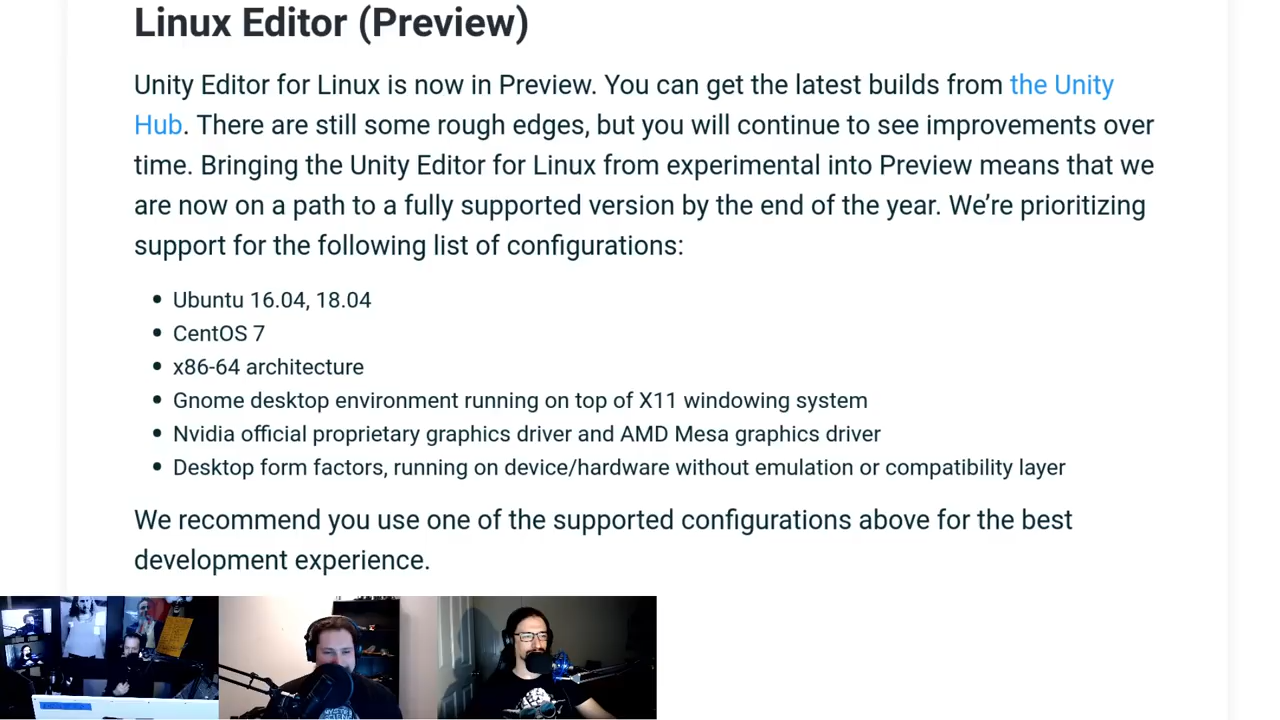 Linux Editor (Preview)
Unity Editor for Linux is now in Preview. You can get the latest builds from the Unity
Hub. There are still some rough edges, but you will continue to see improvements over
time. Bringing the Unity Editor for Linux from experimental into Preview means that we
are now on a path to a fully supported version by the end of the year. We’re prioritizing
support for the following list of configurations:
• Ubuntu 16.04, 18.04
• CentOS 7
• x86-64 architecture
• Gnome desktop environment running on top of X11 windowing system
• Nvidia official proprietary graphics driver and AMD Mesa graphics driver
• Desktop form factors, running on device/hardware without emulation or compatibility layer
We recommend you use one of the supported configurations above for the best
development experience.